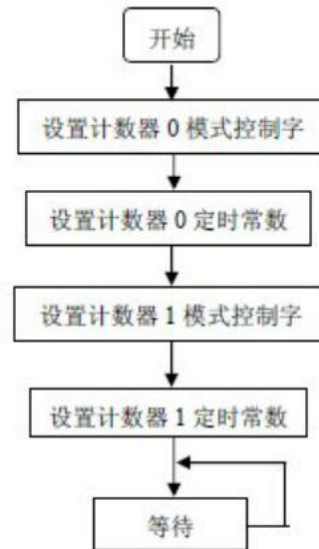 开始
设置计数器 0 模式控制字
设置计数器 0 定时常数
设置计数器 1 模式控制字
设置计数器 1 定时常数
等待